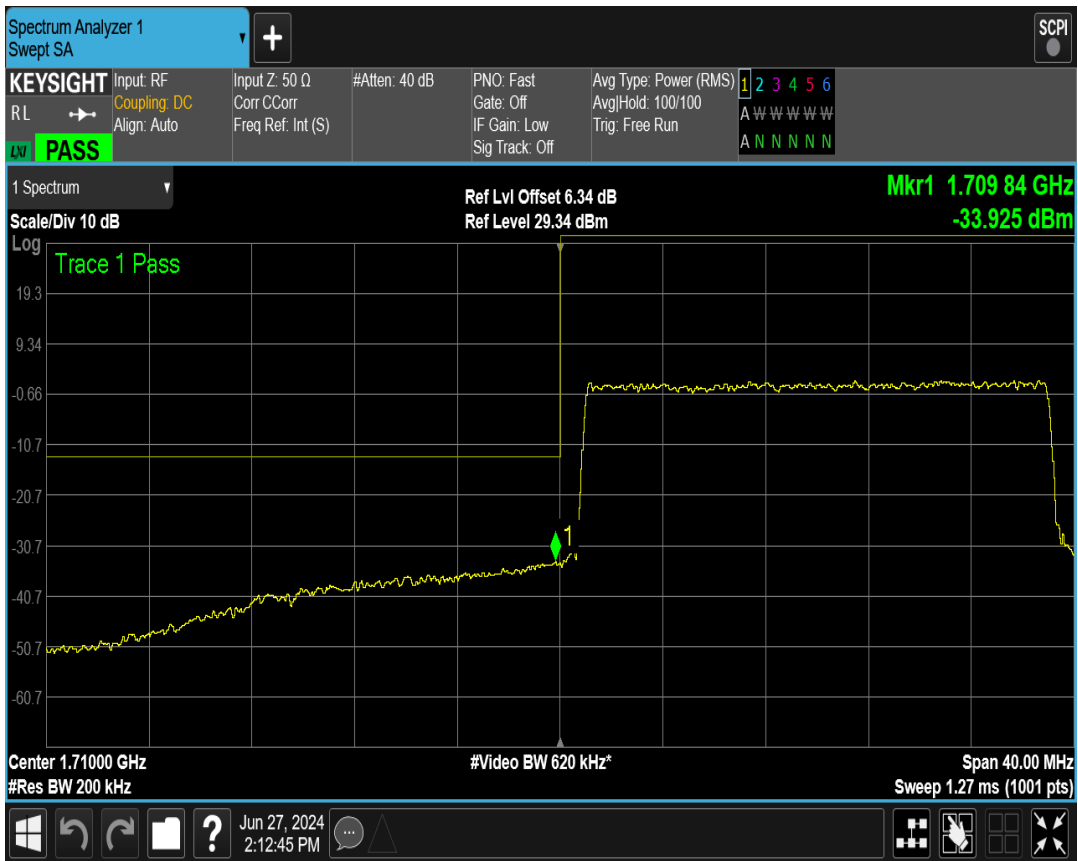 Spectrum Analyzer 1
Swept SA
SCPI
KEYSIGHT
R L
LXI
PASS
Input: RF
Coupling: DC
Align: Auto
Input Z: 50 Ω
Corr CCorr
Freq Ref: Int (S)
#Atten: 40 dB
PNO: Fast
Gate: Off
IF Gain: Low
Sig Track: Off
Avg Type: Power (RMS)
Avg|Hold: 100/100
Trig: Free Run
1 2 3 4 5 6
A W W W W W
A N N N N N
1 Spectrum
Scale/Div 10 dB
Ref Lvl Offset 6.34 dB
Ref Level 29.34 dBm
Mkr1 1.709 84 GHz
-33.925 dBm
Log
Trace 1 Pass
19.3
9.34
-0.66
-10.7
-20.7
-30.7
-40.7
-50.7
-60.7
1
Center 1.71000 GHz
#Video BW 620 kHz*
Span 40.00 MHz
#Res BW 200 kHz
Sweep 1.27 ms (1001 pts)
?
Jun 27, 2024
2:12:45 PM